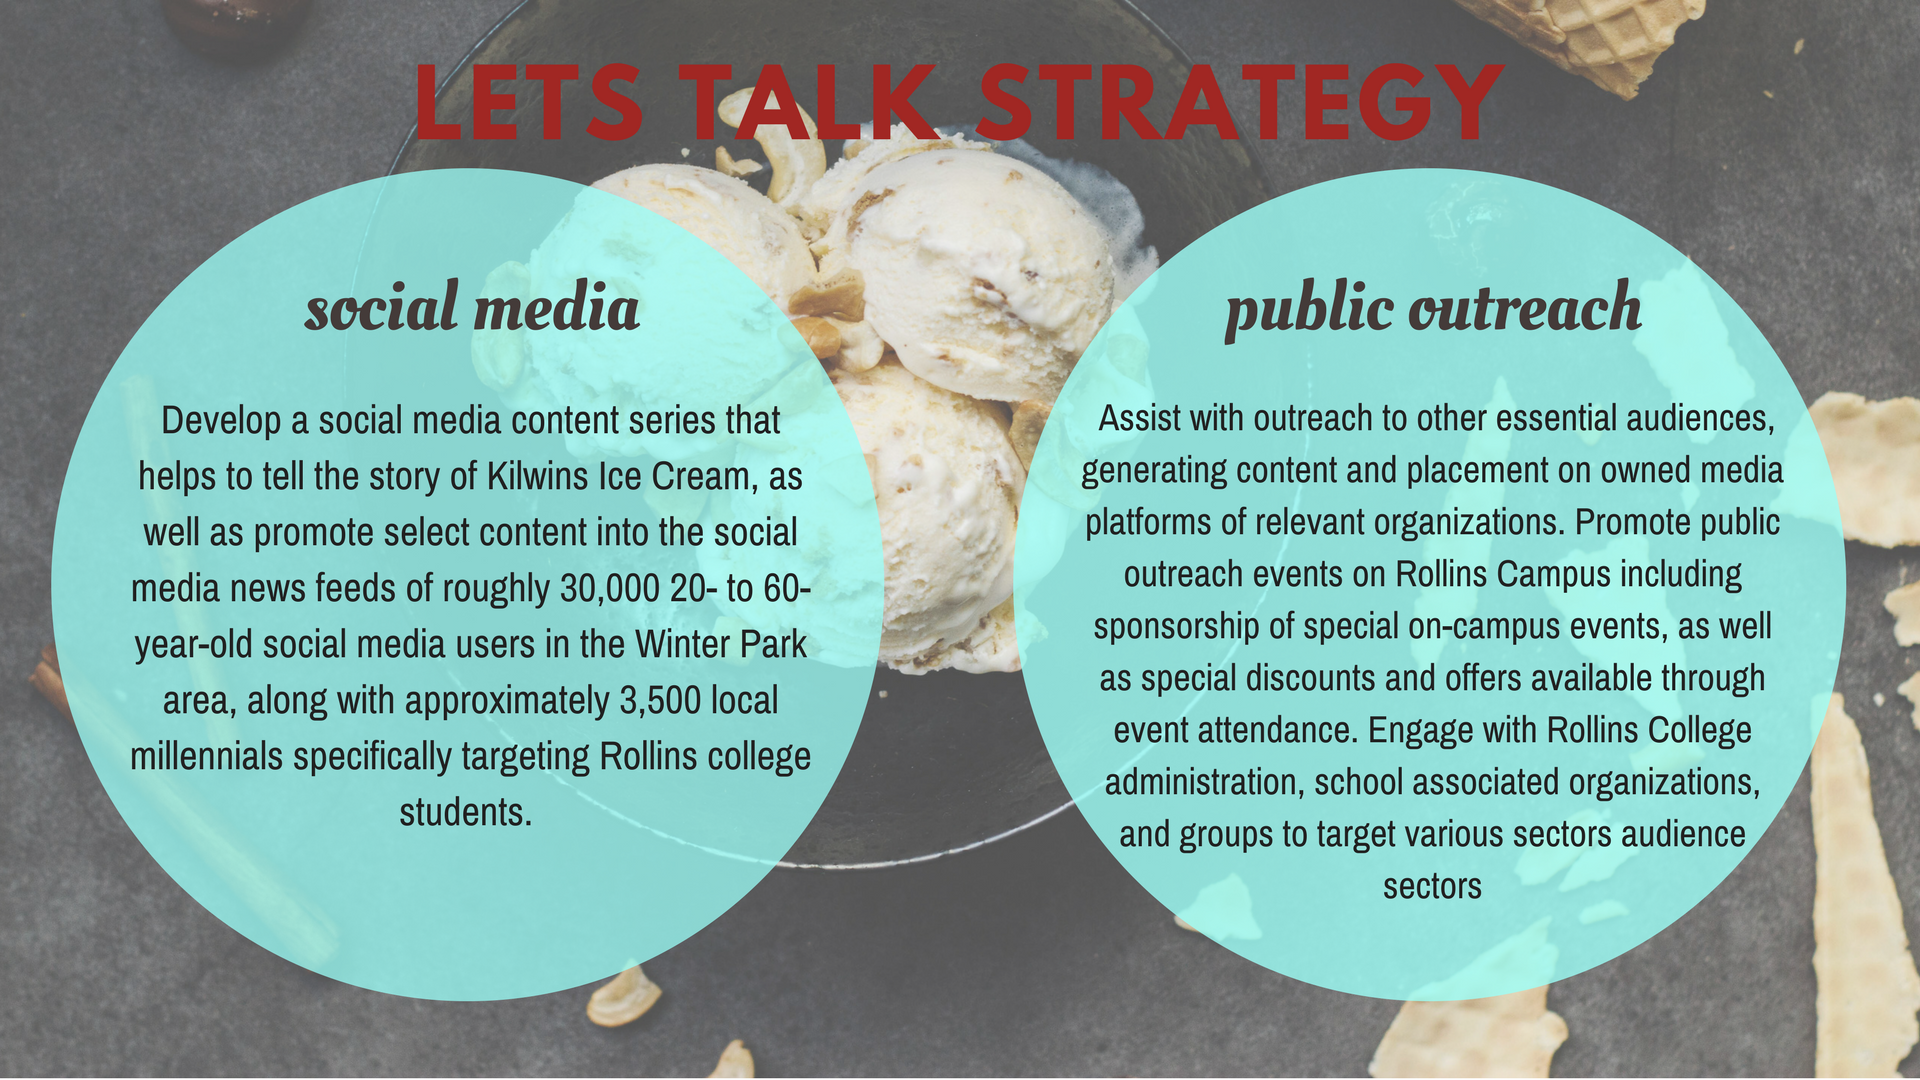 LETS TALK STRATEGY
social media
Develop a social media content series that
helps to tell the story of Kilwins Ice Cream, as
well as promote select content into the social
media news feeds of roughly 30,000 20- to 60-
year-old social media users in the Winter Park
area, along with approximately 3,500 local
millennials specifically targeting Rollins college
students.
public outreach
Assist with outreach to other essential audiences,
generating content and placement on owned media
platforms of relevant organizations. Promote public
outreach events on Rollins Campus including
sponsorship of special on-campus events, as well
as special discounts and offers available through
event attendance. Engage with Rollins College
administration, school associated organizations,
and groups to target various sectors audience
sectors